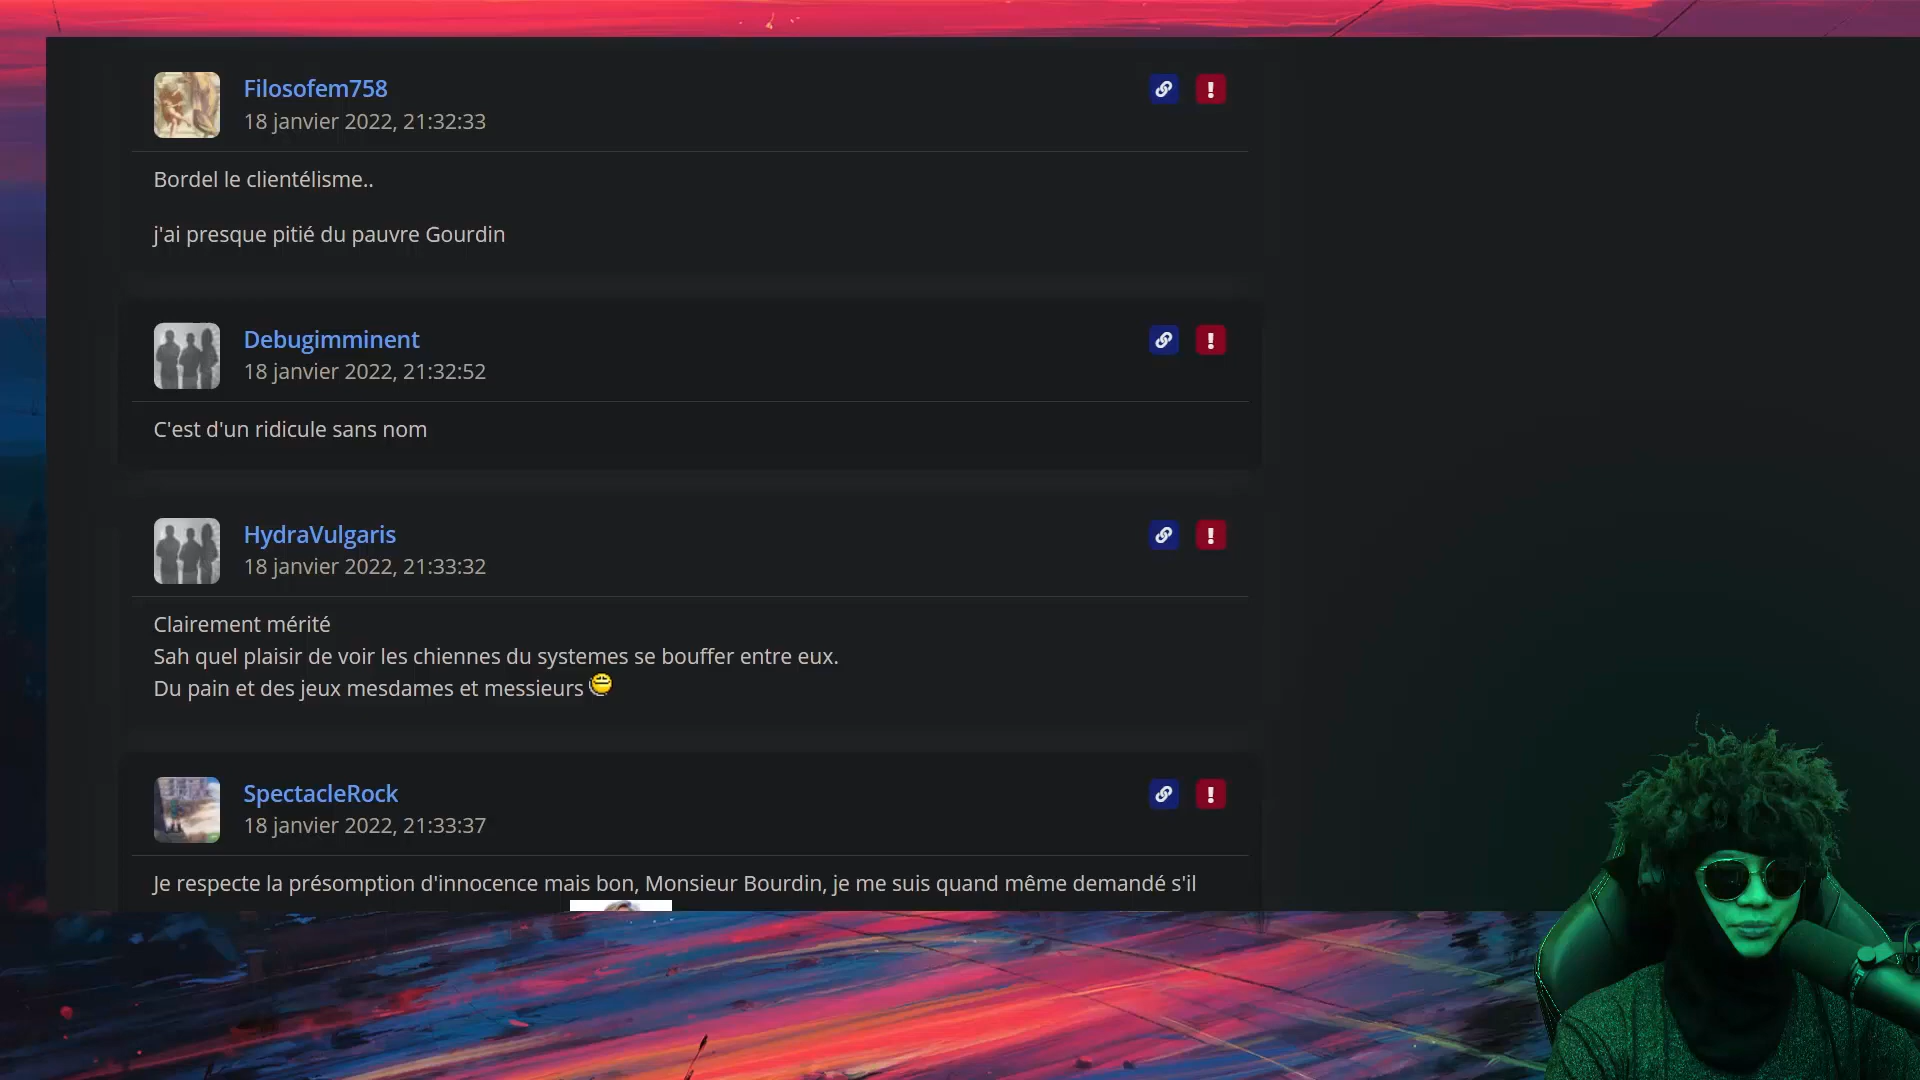 Filosofem758
18 janvier 2022, 21:32:33
Bordel le clientélisme..
j'ai presque pitié du pauvre Gourdin
Debugimminent
18 janvier 2022, 21:32:52
C'est d'un ridicule sans nom
HydraVulgaris
18 janvier 2022, 21:33:32
Clairement mérité
Sah quel plaisir de voir les chiennes du systemes se bouffer entre eux.
Du pain et des jeux mesdames et messieurs
SpectacleRock
18 janvier 2022, 21:33:37
Je respecte la présomption d'innocence mais bon, Monsieur Bourdin, je me suis quand même demandé s'il